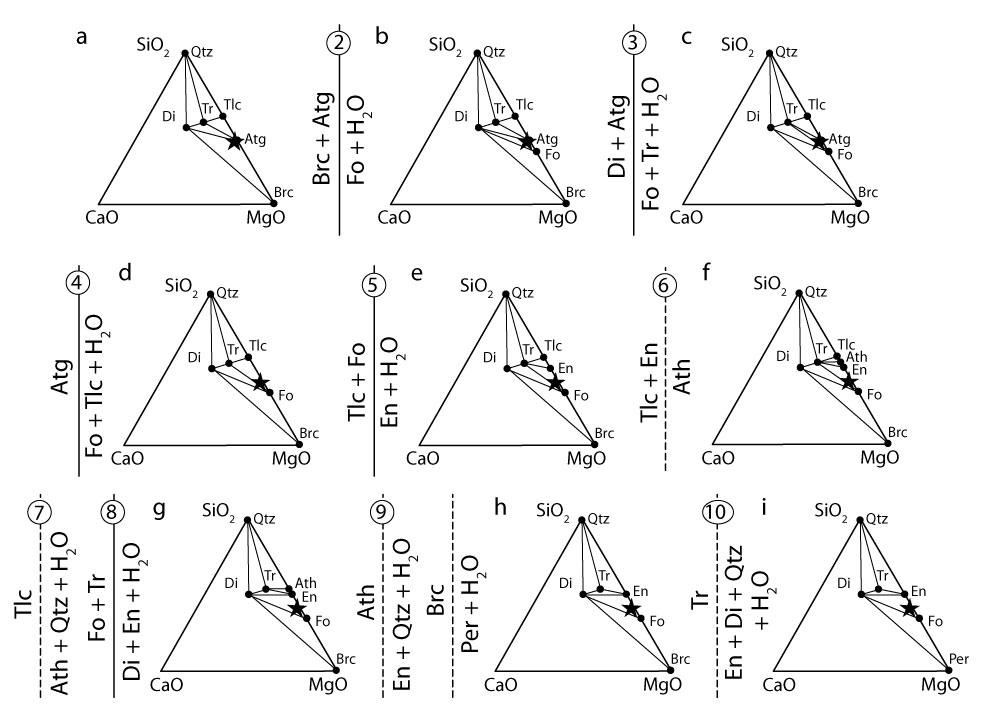 a
SiO2 Qtz
Di Tr Tlc
Atg
Brc
CaO MgO
2
Brc + Atg
Fo + H2O
b
SiO2 Qtz
Di Tr Tlc
Atg
Fo
Brc
CaO MgO
3
Di + Atg
Fo + Tr + H2O
c
SiO2 Qtz
Di Tr Tlc
Atg
Fo
Brc
CaO MgO
4
Atg
Fo + Tlc + H2O
d
SiO2 Qtz
Di Tr Tlc
Fo
Brc
CaO MgO
5
Tlc + Fo
En + H2O
e
SiO2 Qtz
Di Tr Tlc
En
Fo
Brc
CaO MgO
6
Tlc + En
Ath
f
SiO2 Qtz
Di Tr Tlc
Ath
En
Fo
Brc
CaO MgO
7
Tlc
Ath + Qtz + H2O
8
Fo + Tr
Di + En + H2O
g
SiO2 Qtz
Di Tr Ath
En
Fo
Brc
CaO MgO
9
Ath
En + Qtz + H2O
Brc
Per + H2O
h
SiO2 Qtz
Di Tr
En
Fo
Brc
CaO MgO
10
Tr
En + Di + Qtz
+ H2O
i
SiO2 Qtz
Di Tr
En
Fo
Per
CaO MgO